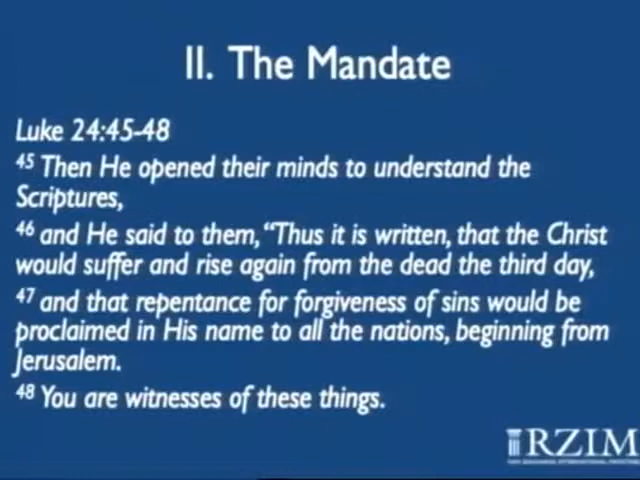 II. The Mandate
Luke 24:45-48
45 Then He opened their minds to understand the
Scriptures,
46 and He said to them, “Thus it is written, that the Christ
would suffer and rise again from the dead the third day,
47 and that repentance for forgiveness of sins would be
proclaimed in His name to all the nations, beginning from
Jerusalem.
48 You are witnesses of these things.
RZIM